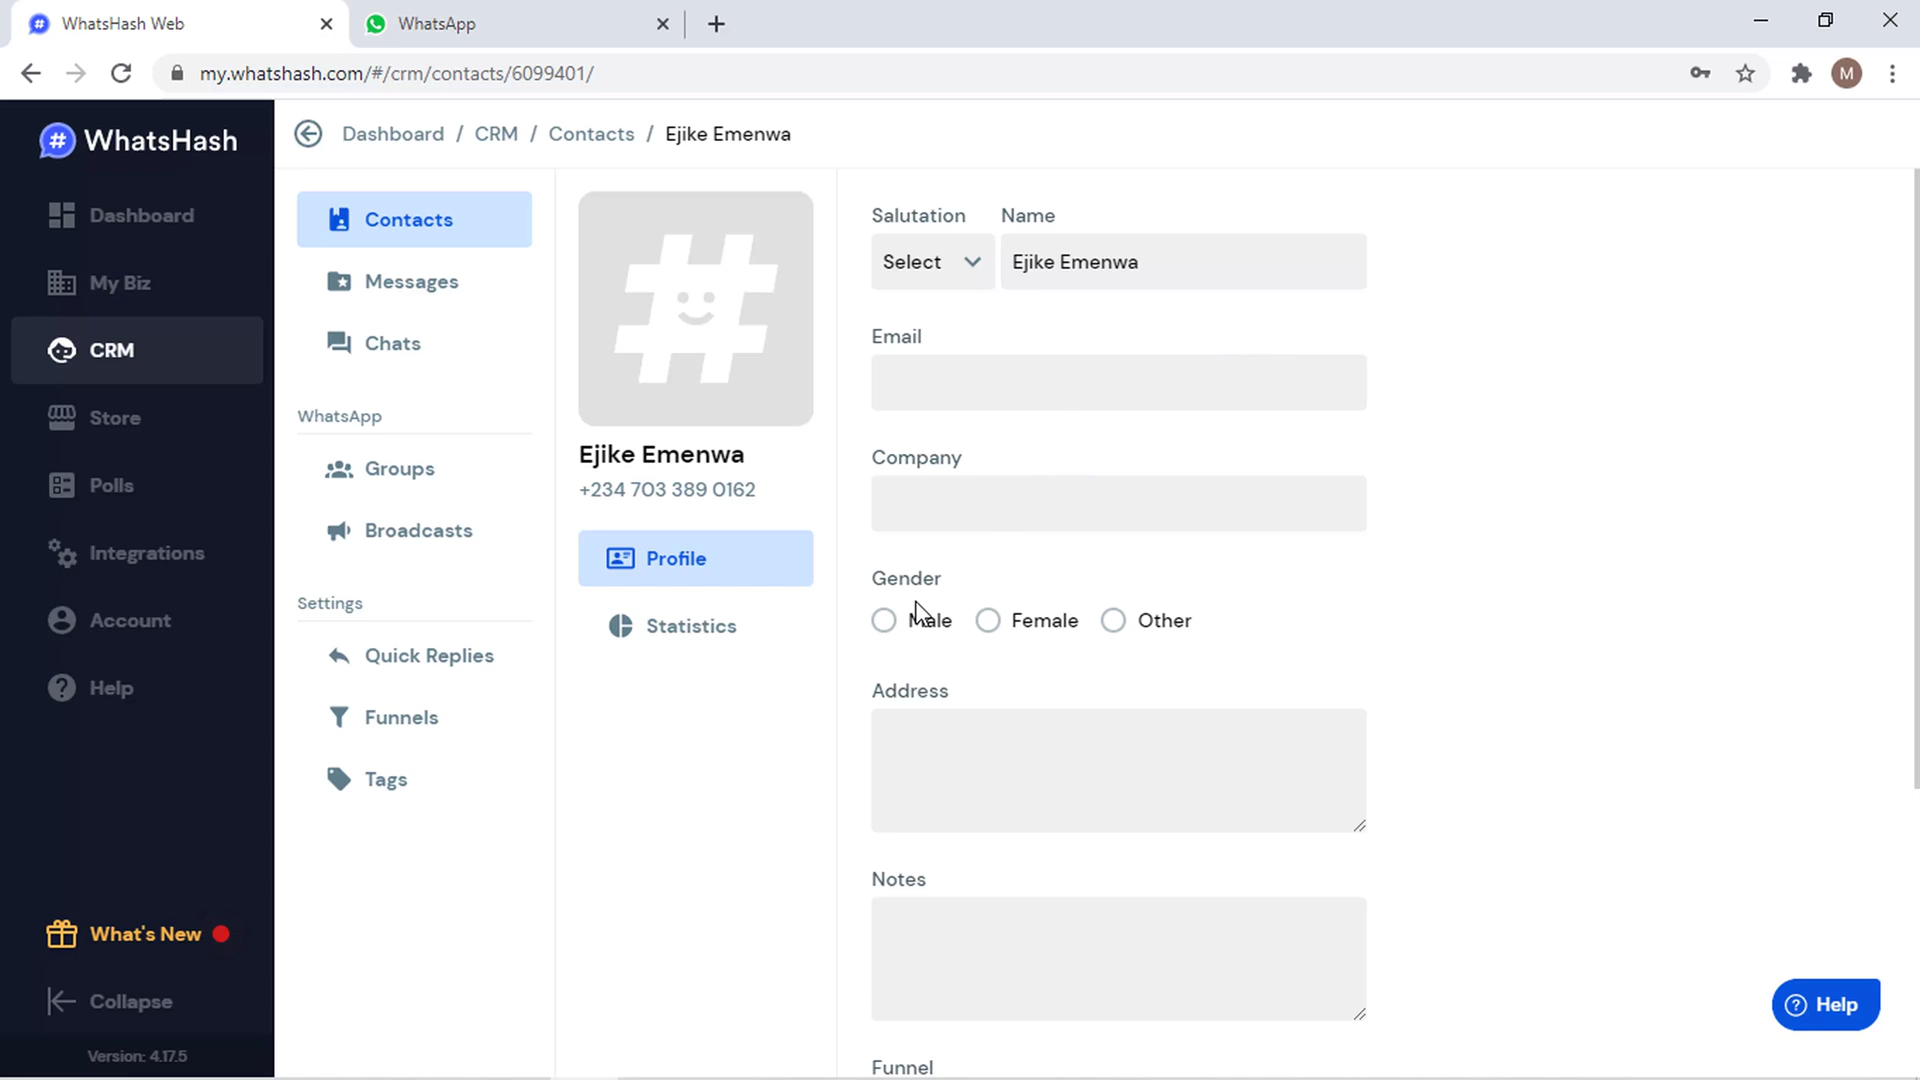 WhatsHash Web
WhatsApp
my.whatshash.com/#/crm/contacts/6099401/
M
# WhatsHash
Dashboard / CRM / Contacts / Ejike Emenwa
Dashboard
My Biz
CRM
Store
Polls
Integrations
Account
Help
What's New
Collapse
Version: 4.17.5
Contacts
Messages
Chats
WhatsApp
Groups
Broadcasts
Settings
Quick Replies
Funnels
Tags
Ejike Emenwa
+234 703 389 0162
Profile
Statistics
Salutation Name
Select Ejike Emenwa
Email
Company
Gender
Male Female Other
Address
Notes
Funnel
Help